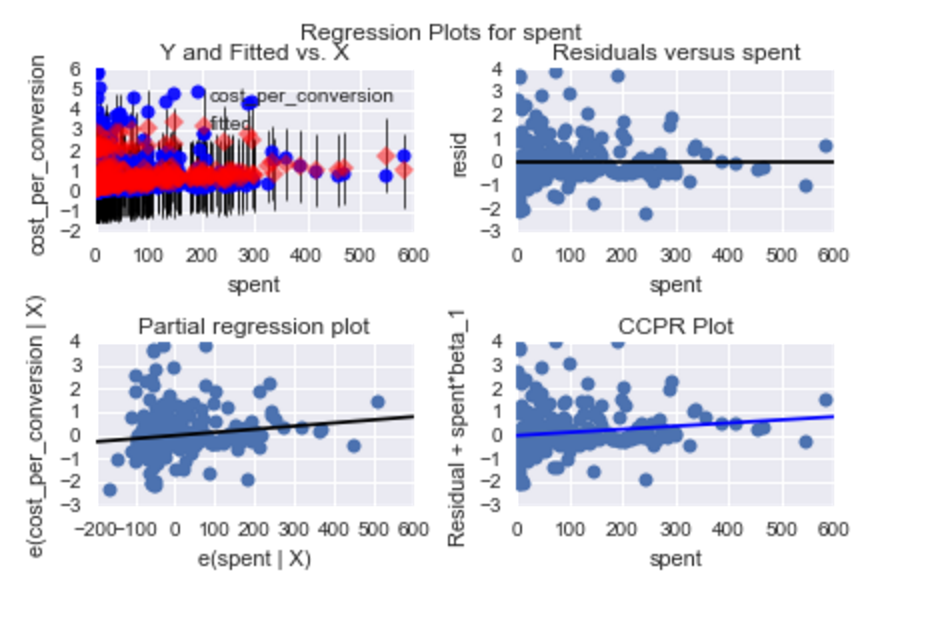 Regression Plots for spent
Y and Fitted vs. X
cost_per_conversion
6
5
4
3
2
1
0
−1
−2
cost_per_conversion
fitted
0 100 200 300 400 500 600
spent
Residuals versus spent
resid
4
3
2
1
0
−1
−2
−3
0 100 200 300 400 500 600
spent
Partial regression plot
e(cost_per_conversion | X)
4
3
2
1
0
−1
−2
−3
−200−100 0 100 200 300 400 500 600
e(spent | X)
CCPR Plot
Residual + spent*beta_1
4
3
2
1
0
−1
−2
−3
0 100 200 300 400 500 600
spent